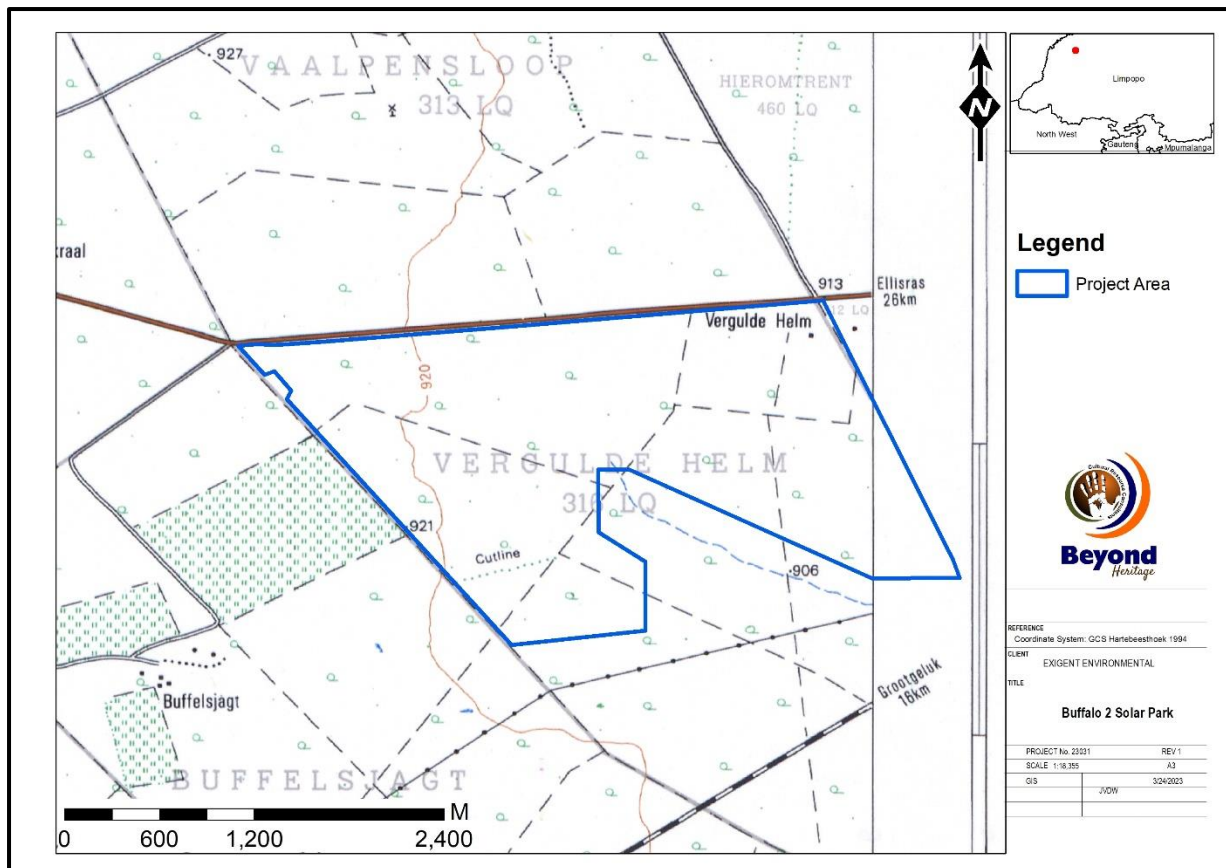 927
VAALPENSLOOP
313 LQ
HIEROMTRENT
460 LQ
kraal
913
Ellisras
26km
12 LQ
Vergulde Helm
920
VERGULDE HELM
316 LQ
921
Cutline
906
Grootgeluk
16km
Buffelsjagt
BUFFELSJAGT
M
0 600 1,200 2,400
N
Limpopo
North West
Gauteng
Mpumalanga
Legend
Project Area
Beyond
Heritage
REFERENCE
Coordinate System: GCS Hartebeesthoek 1994
CLIENT
EXIGENT ENVIRONMENTAL
TITLE
Buffalo 2 Solar Park
PROJECT No. 23031 REV 1
SCALE 1:18,355 A3
GIS 3/24/2023
JVDW